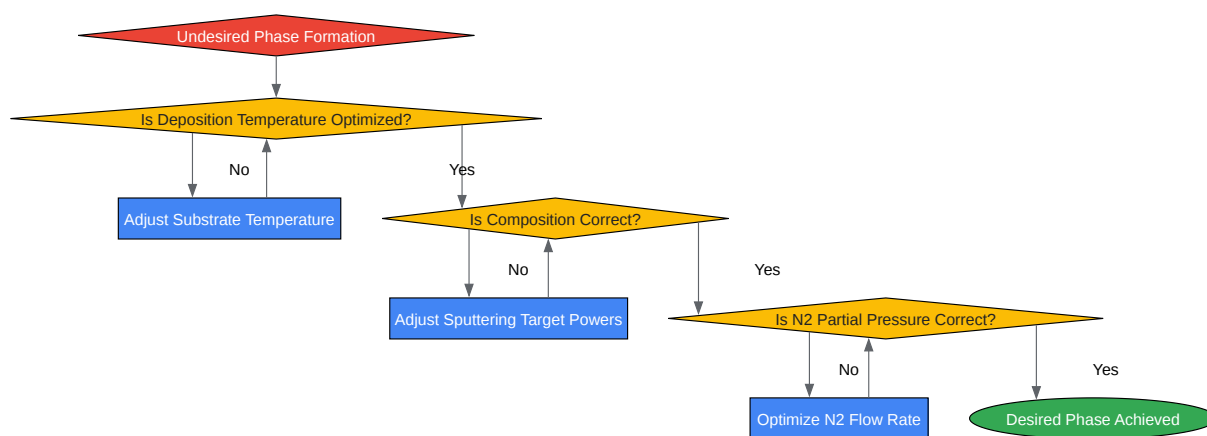 Undesired Phase Formation
Is Deposition Temperature Optimized?
No
Yes
Adjust Substrate Temperature
Is Composition Correct?
No
Yes
Adjust Sputtering Target Powers
Is N2 Partial Pressure Correct?
No
Yes
Optimize N2 Flow Rate
Desired Phase Achieved